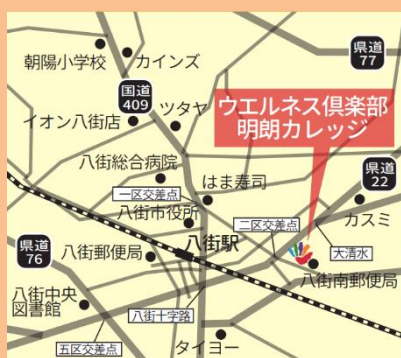 県道
77
朝陽小学校
カインズ
国道
409
ツタヤ
イオン八街店
ウエルネス倶楽部
明朗カレッジ
八街総合病院
県道
22
一区交差点
はま寿司
カスミ
八街市役所
二区交差点
県道
76
八街駅
大清水
八街郵便局
八街南郵便局
八街中央
図書館
八街十字路
五区交差点
タイヨー